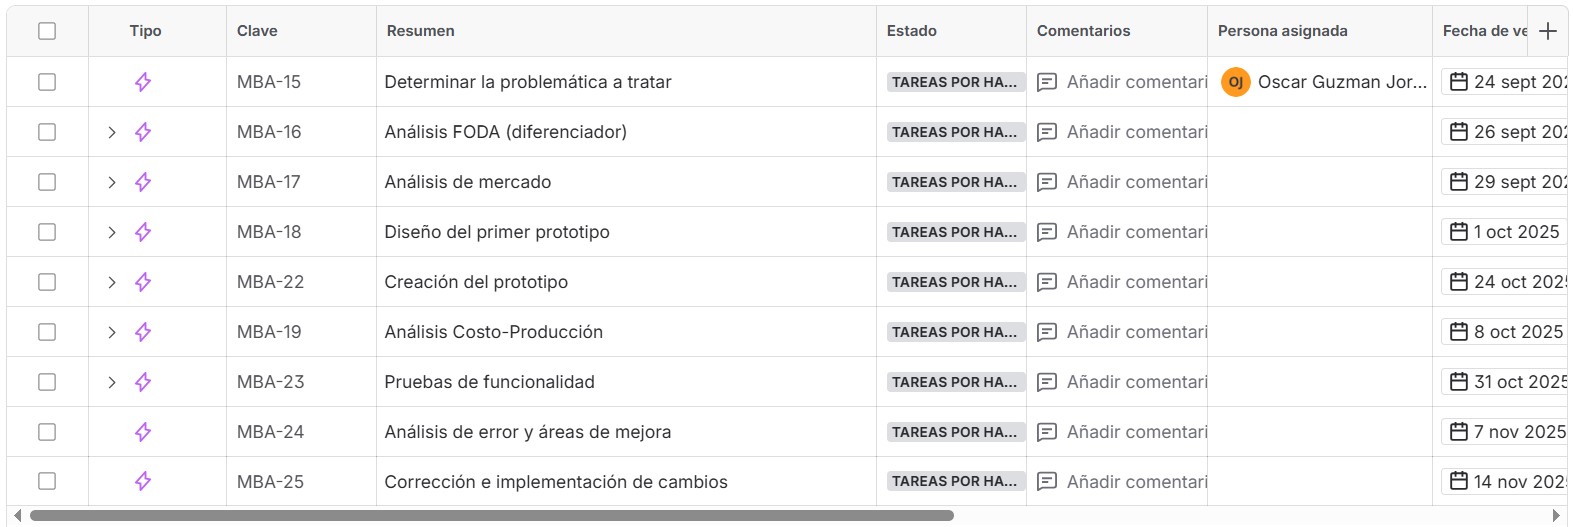 Tipo Clave Resumen Estado Comentarios Persona asignada Fecha de ve
MBA-15 Determinar la problemática a tratar TAREAS POR HA... Añadir comentari OJ Oscar Guzman Jor... 24 sept 202
MBA-16 Análisis FODA (diferenciador) TAREAS POR HA... Añadir comentari 26 sept 202
MBA-17 Análisis de mercado TAREAS POR HA... Añadir comentari 29 sept 202
MBA-18 Diseño del primer prototipo TAREAS POR HA... Añadir comentari 1 oct 2025
MBA-22 Creación del prototipo TAREAS POR HA... Añadir comentari 24 oct 2025
MBA-19 Análisis Costo-Producción TAREAS POR HA... Añadir comentari 8 oct 2025
MBA-23 Pruebas de funcionalidad TAREAS POR HA... Añadir comentari 31 oct 2025
MBA-24 Análisis de error y áreas de mejora TAREAS POR HA... Añadir comentari 7 nov 2025
MBA-25 Corrección e implementación de cambios TAREAS POR HA... Añadir comentari 14 nov 202